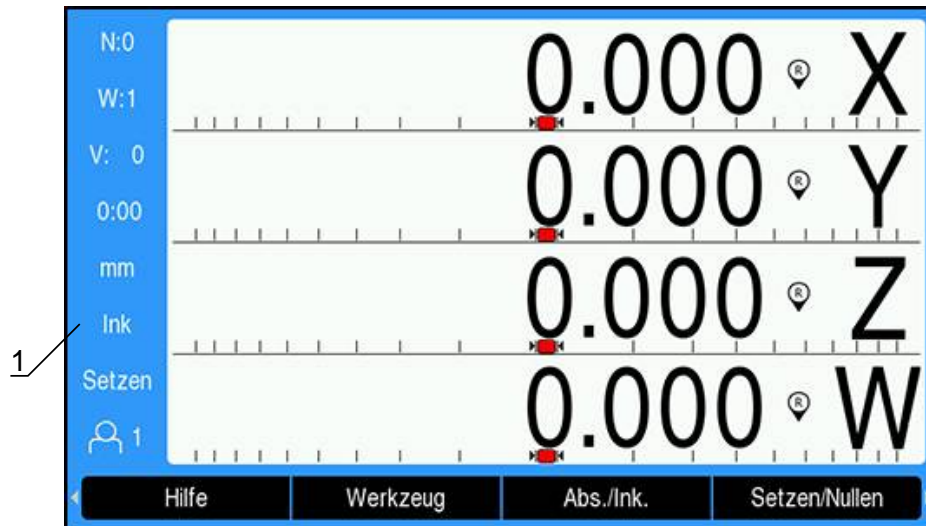 N:0
W:1
V: 0
0:00
mm
Ink
Setzen
1
0.000 R X
0.000 R Y
0.000 R Z
0.000 R W
Hilfe Werkzeug Abs./Ink. Setzen/Nullen
1